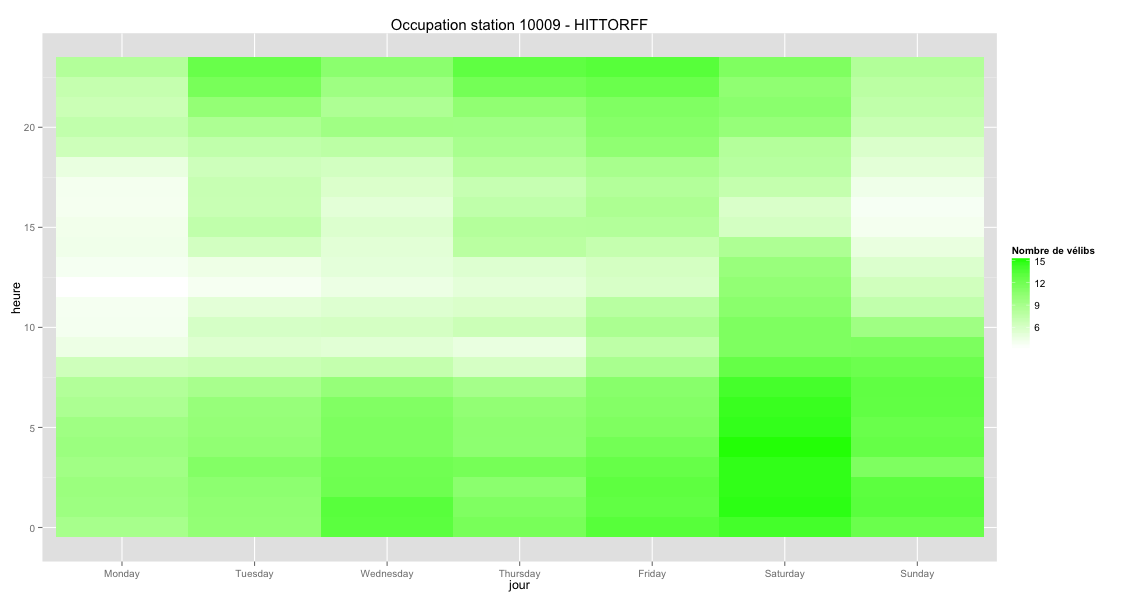 Occupation station 10009 - HITTORFF
heure
20
15
10
5
0
Monday Tuesday Wednesday Thursday Friday Saturday Sunday
jour
Nombre de vélibs
15
12
9
6